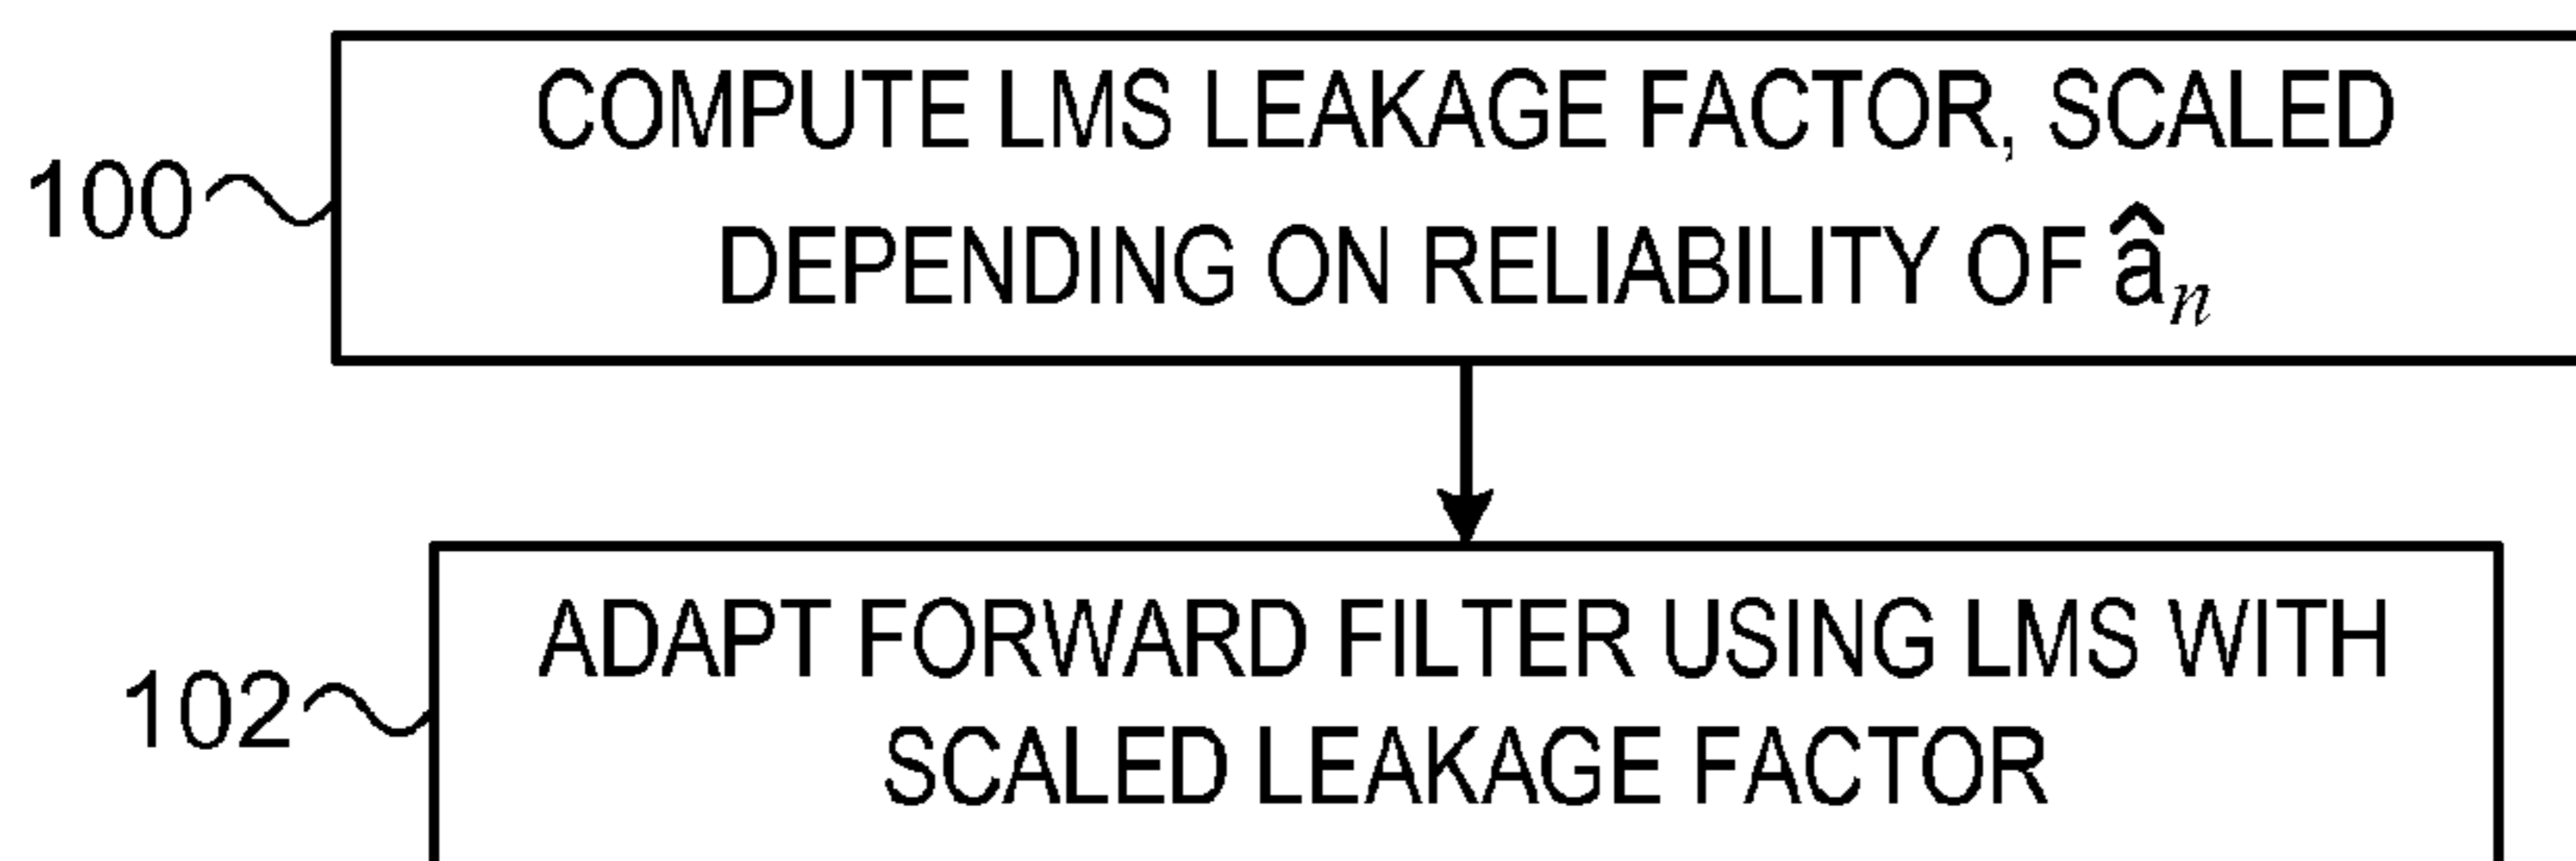 COMPUTE LMS LEAKAGE FACTOR, SCALED
100
DEPENDING ON RELIABILITY OF âₙ
ADAPT FORWARD FILTER USING LMS WITH
102
SCALED LEAKAGE FACTOR